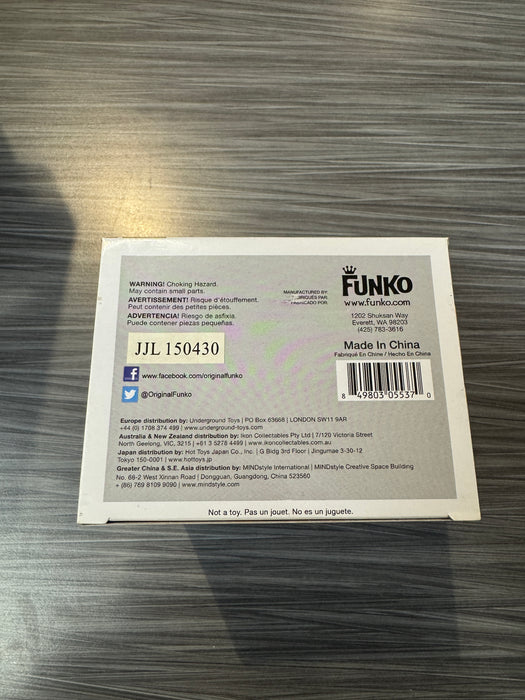 WARNING! Choking Hazard.
May contain small parts.
AVERTISSEMENT! Risque d'étouffement.
Peut contenir des petites pièces.
ADVERTENCIA! Riesgo de asfixia.
Puede contener piezas pequeñas.
JJL 150430
www.facebook.com/originalfunko
@OriginalFunko
MANUFACTURED BY:
PAR.
POR.
FUNKO
www.funko.com
1202 Shuksan Way
Everett, WA 98203
(425) 783-3616
Made In China
Fabriqué En Chine / Hecho En China
8 49803 05537 0
Europe distribution by: Underground Toys | PO Box 63668 | LONDON SW11 9AR
+44 (0) 1708 374 499 | www.underground-toys.com
Australia & New Zealand distribution by: Ikon Collectables Pty Ltd | 7/120 Victoria Street
North Geelong, VIC, 3215 | +61 3 5278 4499 | www.ikoncollectables.com.au
Japan distribution by: Hot Toys Japan Co., Inc. | G Bldg 3rd Floor | Jingumae 3-30-12
Tokyo 150-0001 | www.hottoys.jp
Greater China & S.E. Asia distribution by: MINDstyle International | MINDstyle Creative Space Building
No. 68-2 West Xinnan Road | Dongguan, Guangdong, China 523560
+ (86) 769 8109 9090 | www.mindstyle.com
Not a toy. Pas un jouet. No es un juguete.